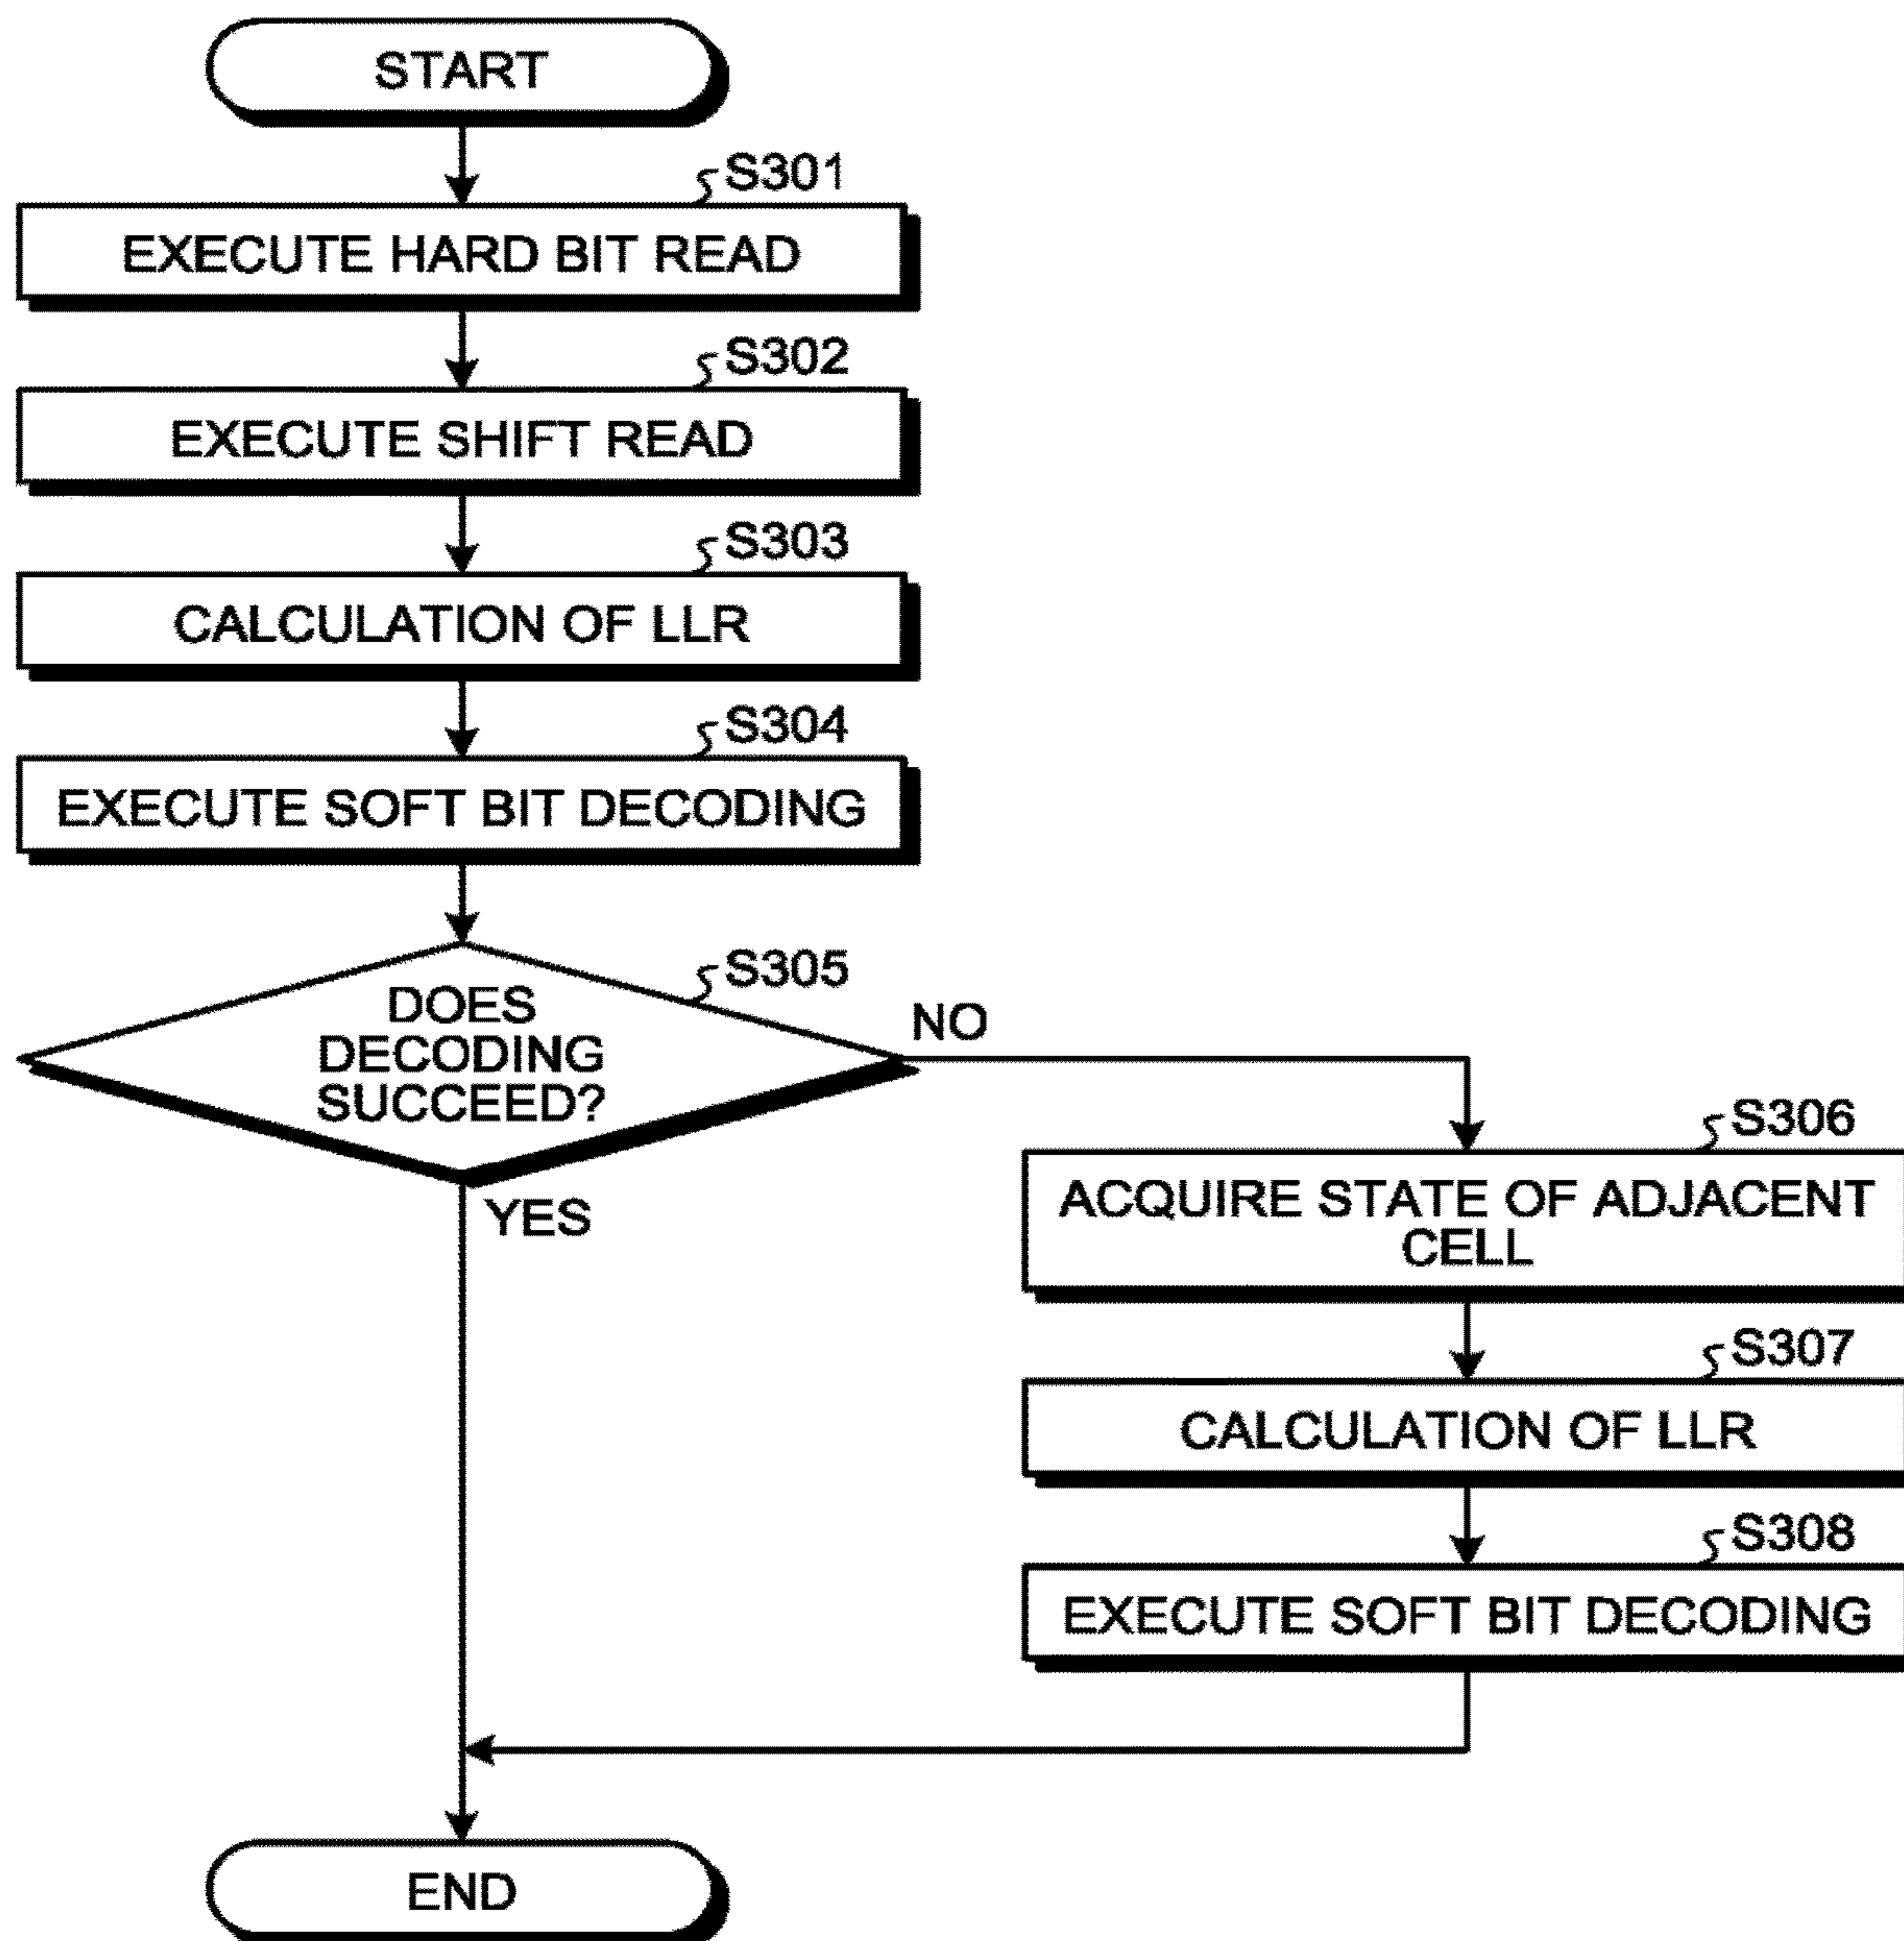 START
S301
EXECUTE HARD BIT READ
S302
EXECUTE SHIFT READ
S303
CALCULATION OF LLR
S304
EXECUTE SOFT BIT DECODING
S305
DOES
DECODING
SUCCEED?
NO
YES
S306
ACQUIRE STATE OF ADJACENT
CELL
S307
CALCULATION OF LLR
S308
EXECUTE SOFT BIT DECODING
END